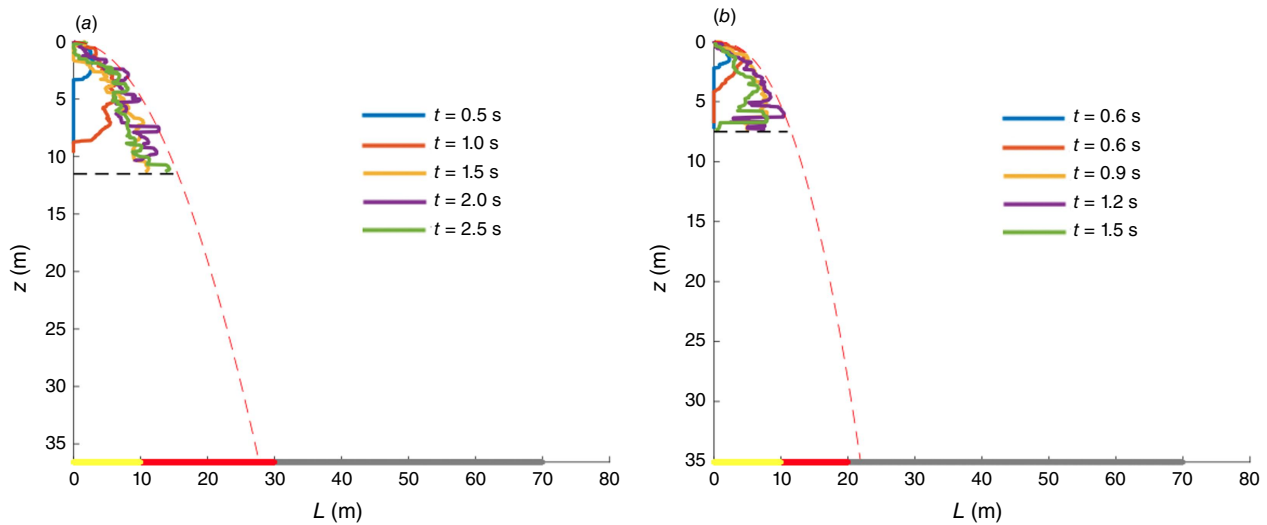 (a)
0
5
10
15
20
25
30
35
z (m)
0 10 20 30 40 50 60 70 80
L (m)
t = 0.5 s
t = 1.0 s
t = 1.5 s
t = 2.0 s
t = 2.5 s
(b)
0
5
10
15
20
25
30
35
z (m)
0 10 20 30 40 50 60 70 80
L (m)
t = 0.6 s
t = 0.6 s
t = 0.9 s
t = 1.2 s
t = 1.5 s